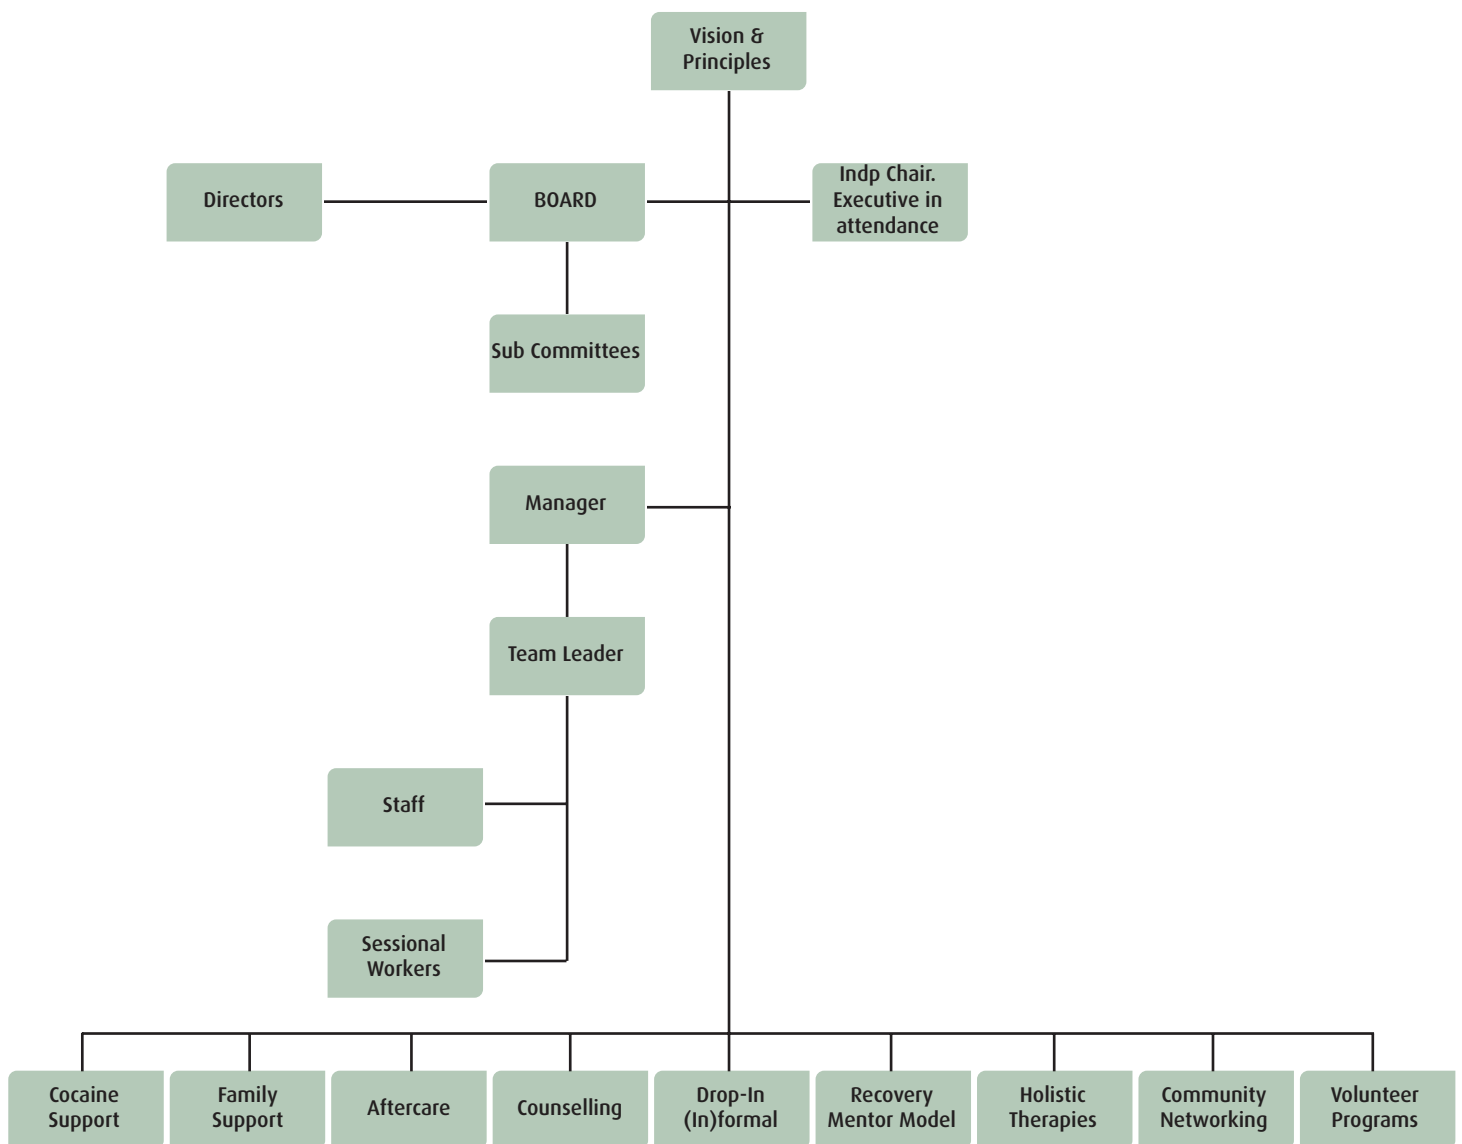 Vision &
Principles
Directors
BOARD
Indp Chair.
Executive in
attendance
Sub Committees
Manager
Team Leader
Staff
Sessional
Workers
Cocaine
Support
Family
Support
Aftercare
Counselling
Drop-In
(In)formal
Recovery
Mentor Model
Holistic
Therapies
Community
Networking
Volunteer
Programs